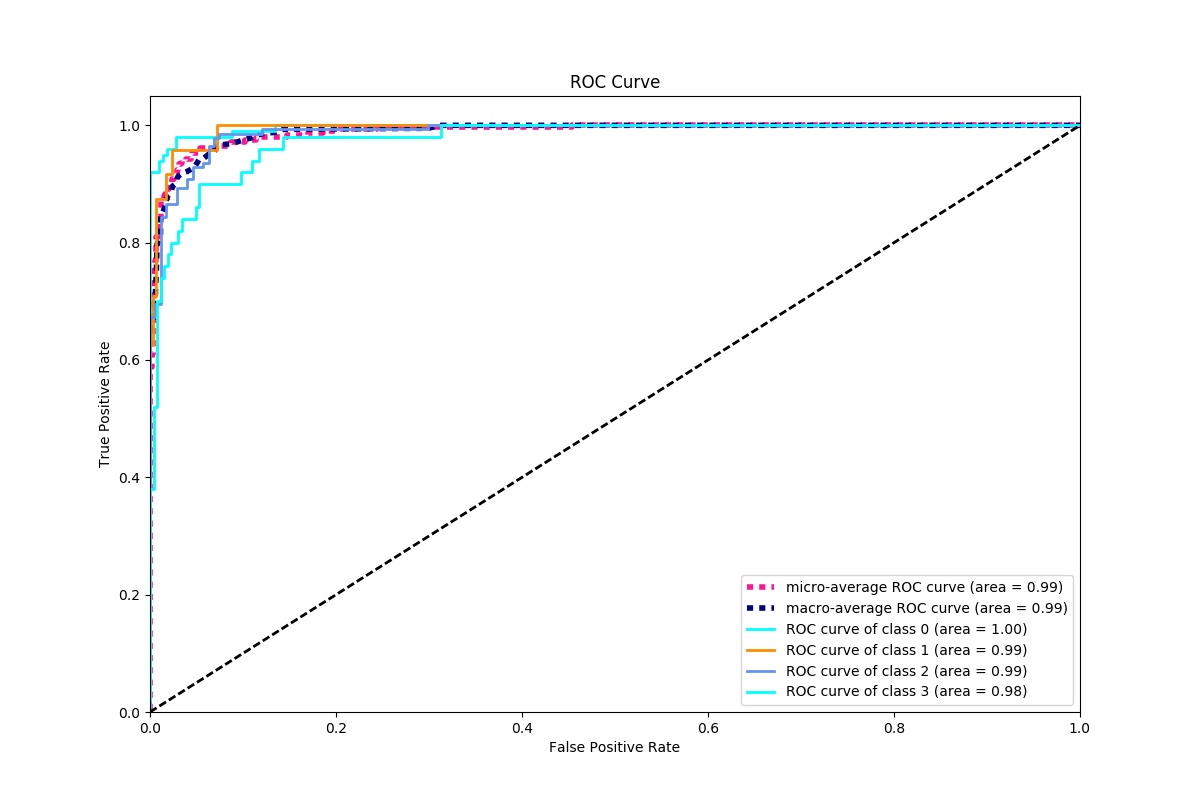 ROC Curve
1.0
0.8
0.6
0.4
0.2
0.0
True Positive Rate
0.0 0.2 0.4 0.6 0.8 1.0
False Positive Rate
micro-average ROC curve (area = 0.99)
macro-average ROC curve (area = 0.99)
ROC curve of class 0 (area = 1.00)
ROC curve of class 1 (area = 0.99)
ROC curve of class 2 (area = 0.99)
ROC curve of class 3 (area = 0.98)